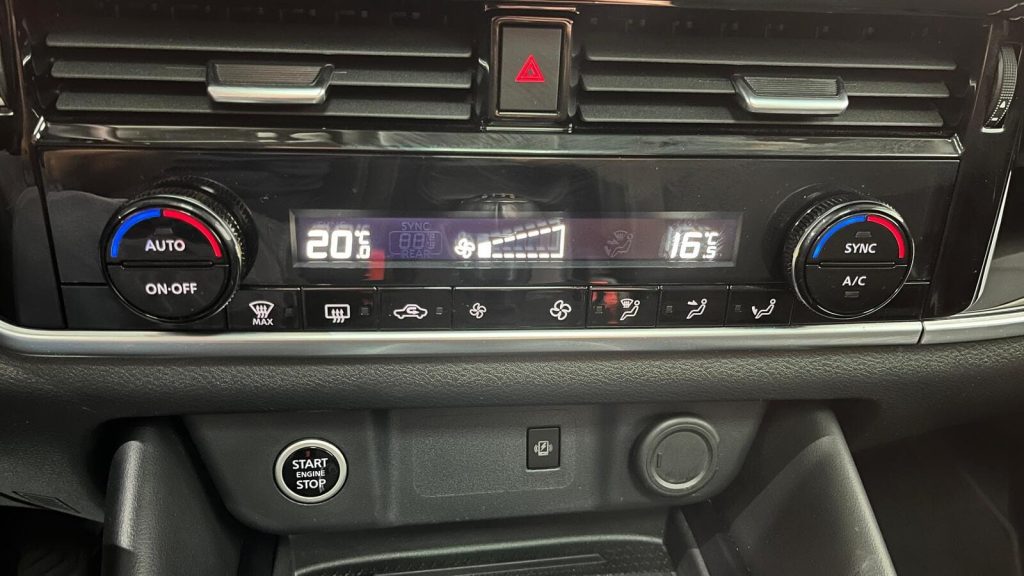 AUTO
ON·OFF
20.0°C
SYNC
REAR
16.5°C
SYNC
A/C
MAX
START
ENGINE
STOP